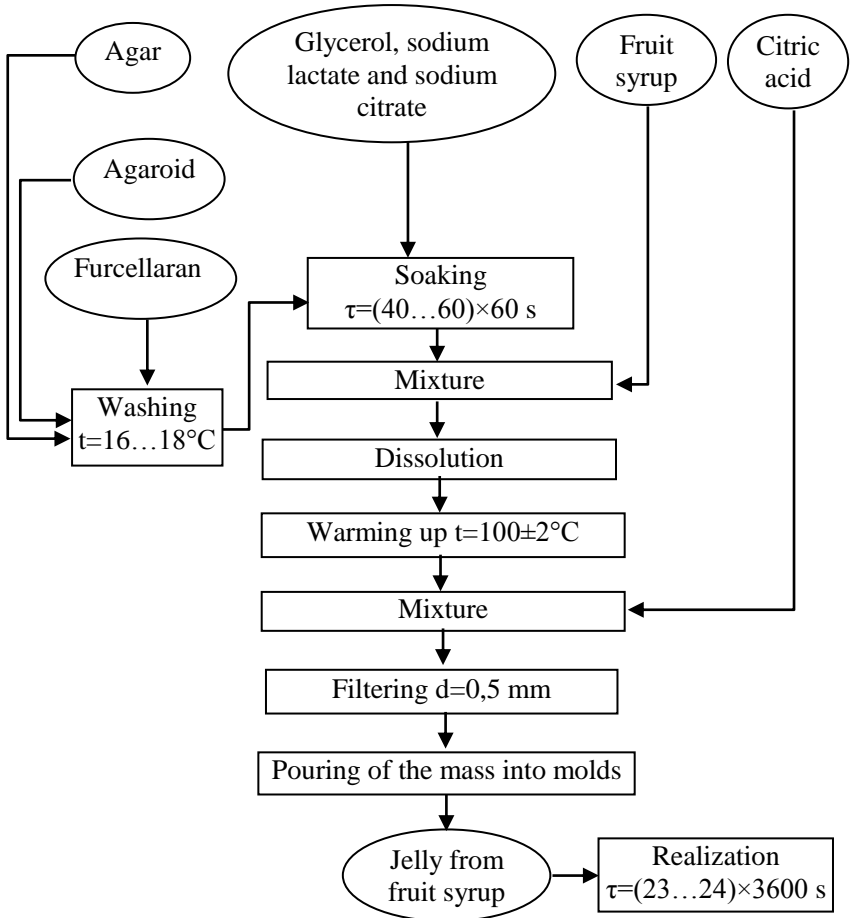 Agar
Glycerol, sodium
lactate and sodium
citrate
Fruit
syrup
Citric
acid
Agaroid
Furcellaran
Soaking
τ=(40…60)×60 s
Mixture
Washing
t=16…18°C
Dissolution
Warming up t=100±2°C
Mixture
Filtering d=0,5 mm
Pouring of the mass into molds
Jelly from
fruit syrup
Realization
τ=(23…24)×3600 s